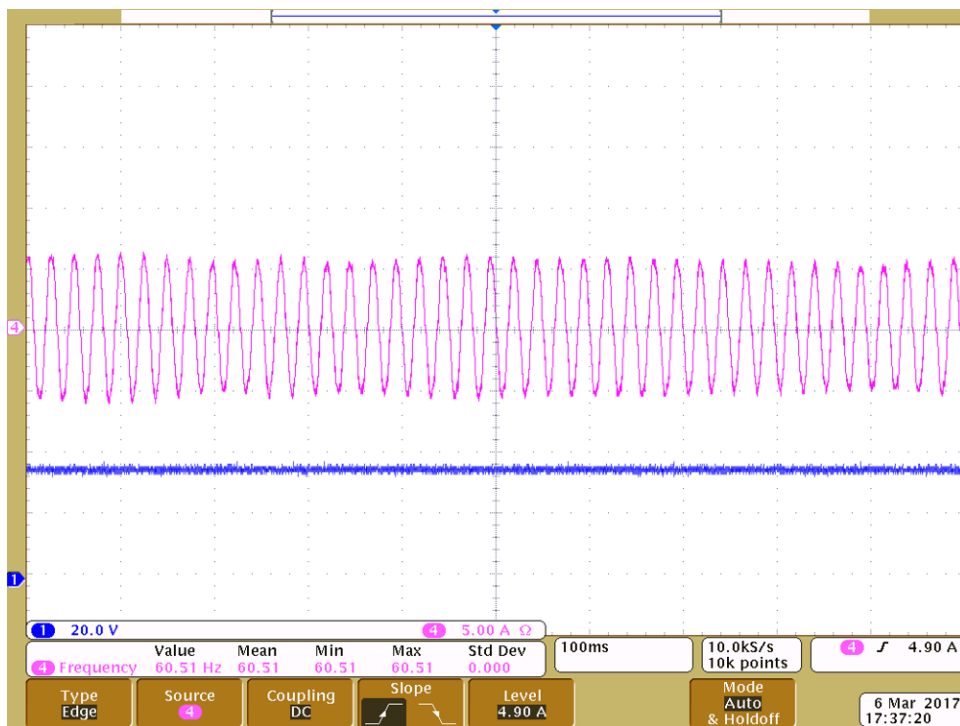 4
1
1 20.0 V 4 5.00 A Ω
Value Mean Min Max Std Dev
4 Frequency 60.51 Hz 60.51 60.51 60.51 0.000
100ms
10.0kS/s
10k points
4 4.90 A
Type
Edge
Source
4
Coupling
DC
Slope
Level
4.90 A
Mode
Auto
& Holdoff
6 Mar 2017
17:37:20